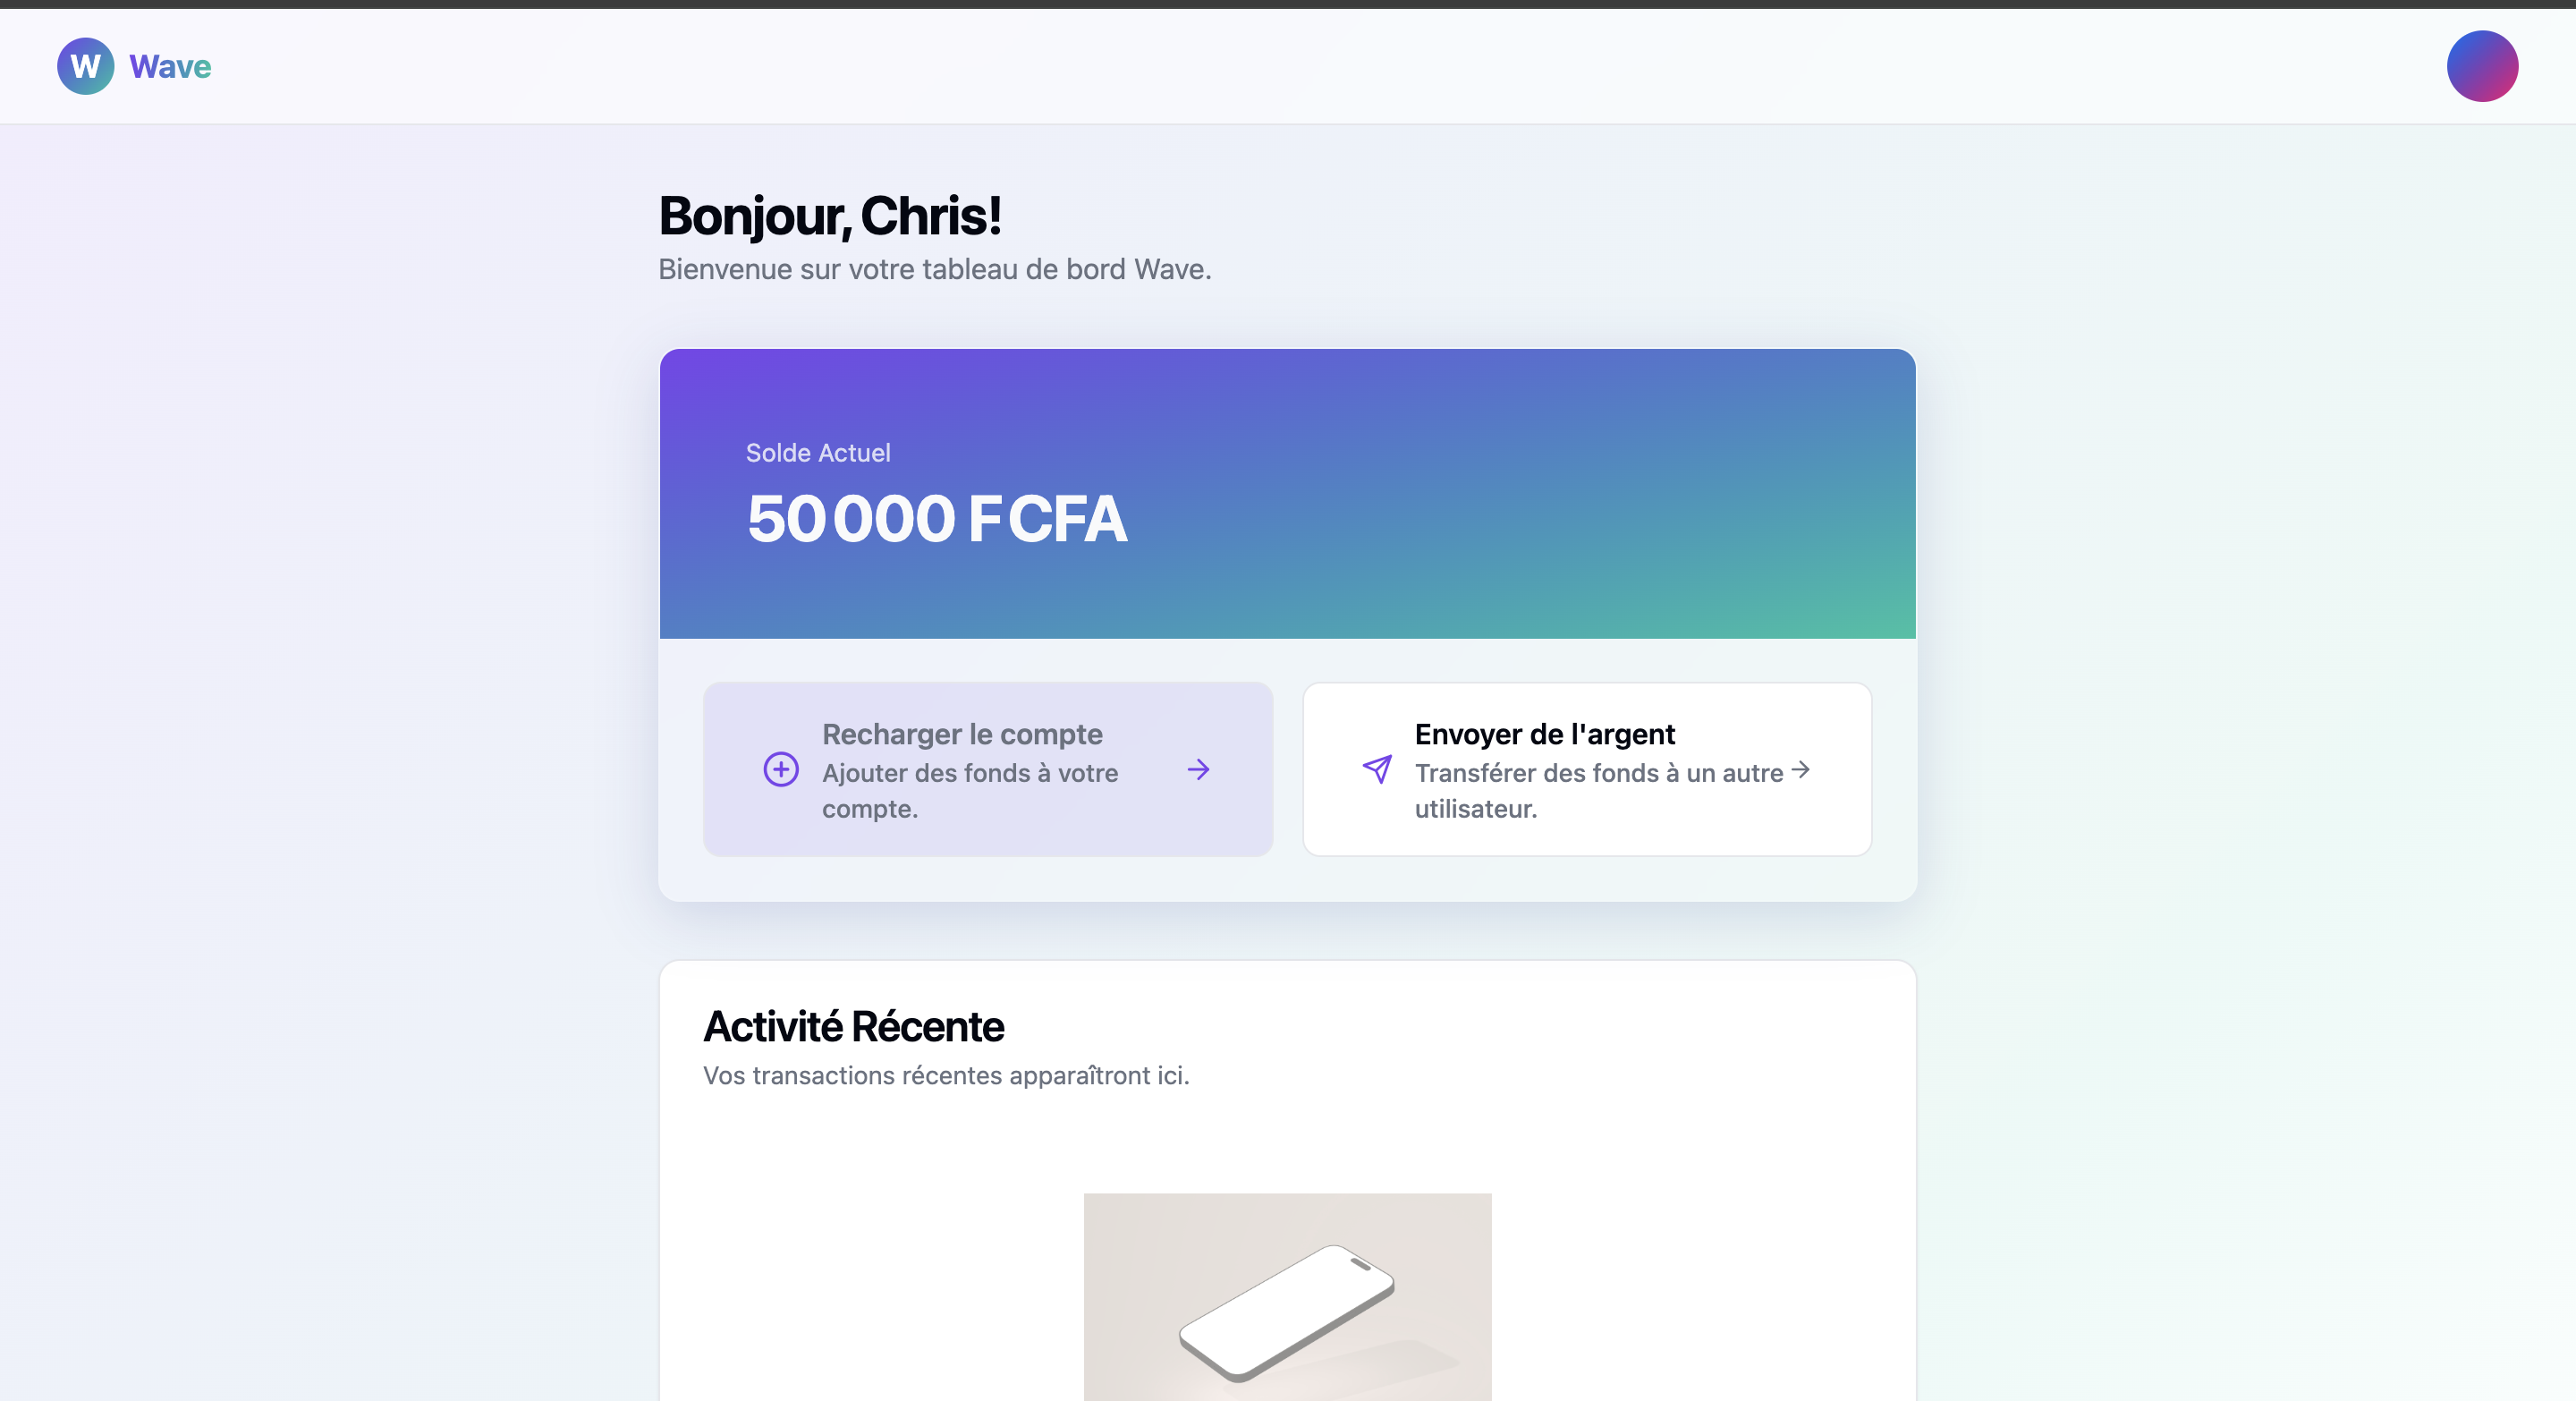 W Wave
Bonjour, Chris!
Bienvenue sur votre tableau de bord Wave.
Solde Actuel
50 000 F CFA
Recharger le compte
Ajouter des fonds à votre
compte.
Envoyer de l'argent
Transférer des fonds à un autre
utilisateur.
Activité Récente
Vos transactions récentes apparaîtront ici.